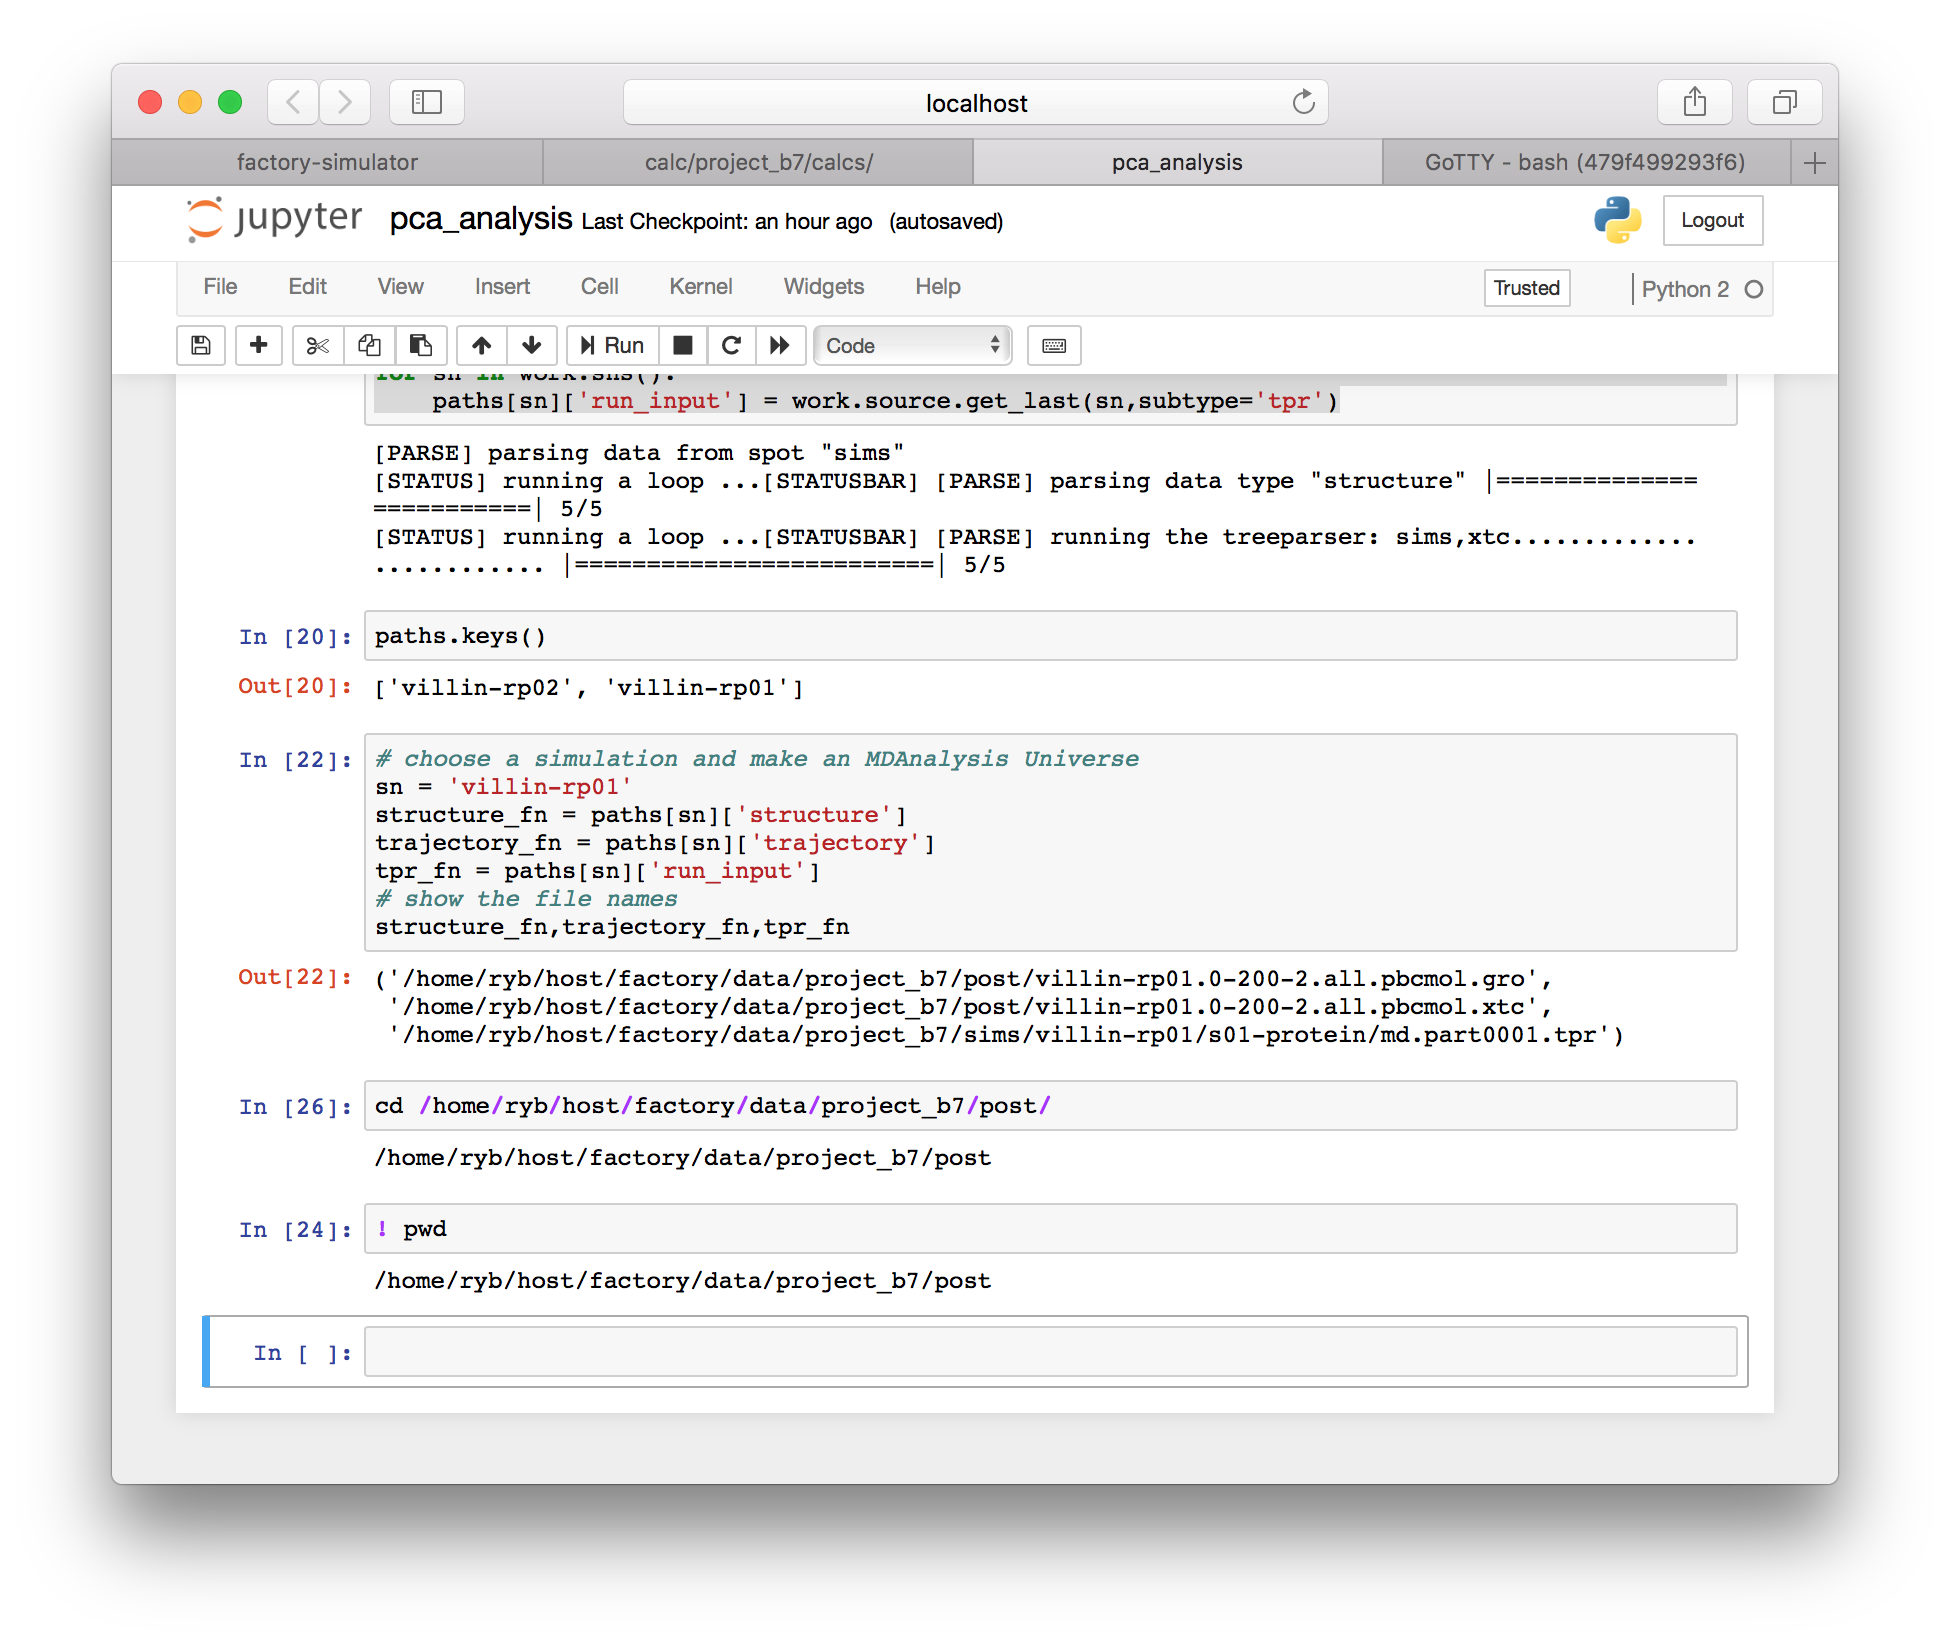 localhost
factory-simulator
calc/project_b7/calcs/
pca_analysis
GoTTY - bash (479f499293f6)
jupyter pca_analysis Last Checkpoint: an hour ago (autosaved)
Logout
File Edit View Insert Cell Kernel Widgets Help
Trusted
Python 2
Run
Code
for sn in work.sns():
    paths[sn]['run_input'] = work.source.get_last(sn,subtype='tpr')
[PARSE] parsing data from spot "sims"
[STATUS] running a loop ...[STATUSBAR] [PARSE] parsing data type "structure" |==============
===========| 5/5
[STATUS] running a loop ...[STATUSBAR] [PARSE] running the treeparser: sims,xtc.............
............ |=========================| 5/5
In [20]: paths.keys()
Out[20]: ['villin-rp02', 'villin-rp01']
In [22]: # choose a simulation and make an MDAnalysis Universe
sn = 'villin-rp01'
structure_fn = paths[sn]['structure']
trajectory_fn = paths[sn]['trajectory']
tpr_fn = paths[sn]['run_input']
# show the file names
structure_fn,trajectory_fn,tpr_fn
Out[22]: ('/home/ryb/host/factory/data/project_b7/post/villin-rp01.0-200-2.all.pbcmol.gro',
'/home/ryb/host/factory/data/project_b7/post/villin-rp01.0-200-2.all.pbcmol.xtc',
'/home/ryb/host/factory/data/project_b7/sims/villin-rp01/s01-protein/md.part0001.tpr')
In [26]: cd /home/ryb/host/factory/data/project_b7/post/
/home/ryb/host/factory/data/project_b7/post
In [24]: ! pwd
/home/ryb/host/factory/data/project_b7/post
In [ ]: